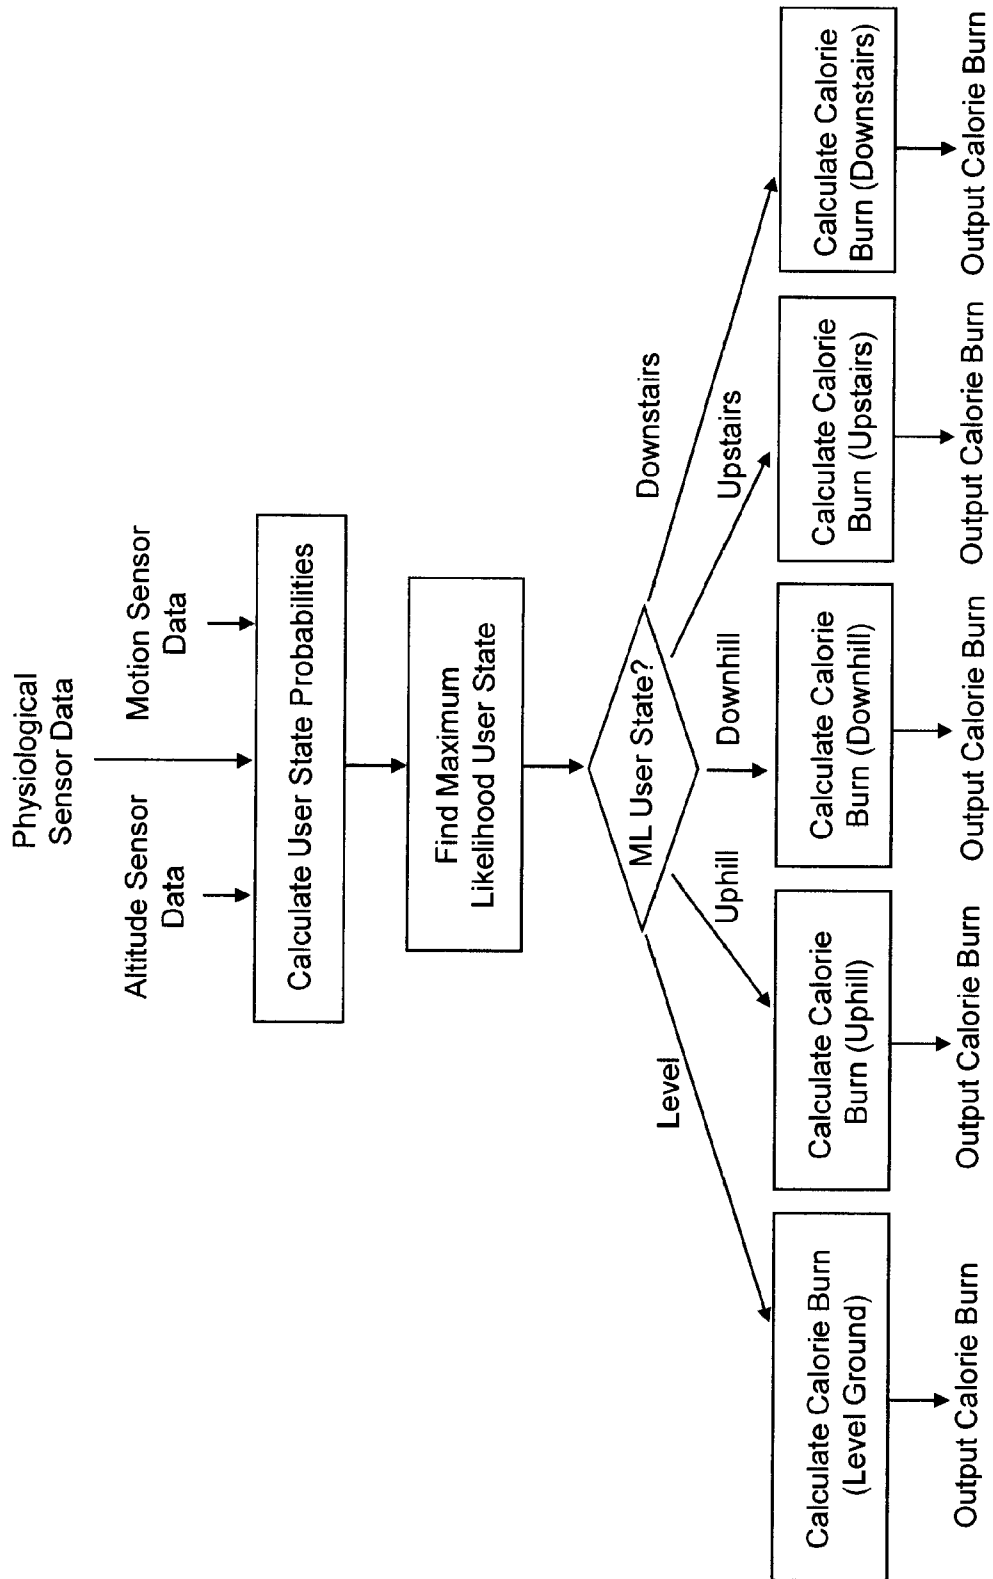 Physiological
Sensor Data
Altitude Sensor
Data
Motion Sensor
Data
Calculate User State Probabilities
Find Maximum
Likelihood User State
ML User State?
Level
Uphill
Downhill
Upstairs
Downstairs
Calculate Calorie Burn
(Level Ground)
Calculate Calorie
Burn (Uphill)
Calculate Calorie
Burn (Downhill)
Calculate Calorie
Burn (Upstairs)
Calculate Calorie
Burn (Downstairs)
Output Calorie Burn
Output Calorie Burn
Output Calorie Burn
Output Calorie Burn
Output Calorie Burn